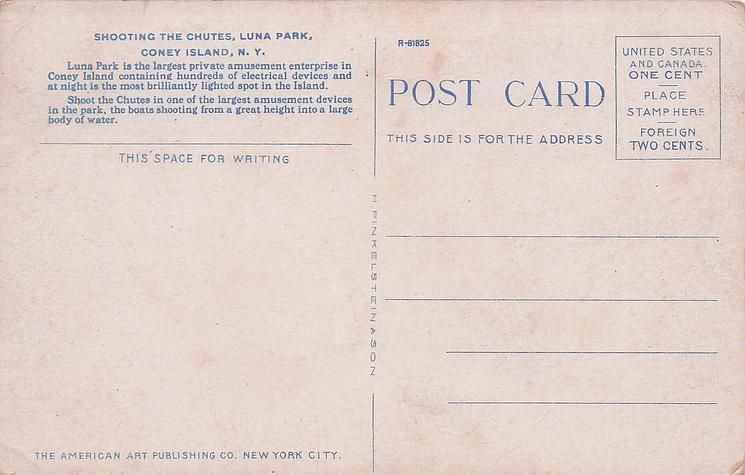 SHOOTING THE CHUTES, LUNA PARK,
CONEY ISLAND, N. Y.
Luna Park is the largest private amusement enterprise in
Coney Island containing hundreds of electrical devices and
at night is the most brilliantly lighted spot in the Island.
Shoot the Chutes in one of the largest amusement devices
in the park, the boats shooting from a great height into a large
body of water.
THIS SPACE FOR WRITING
THE AMERICAN ART PUBLISHING CO. NEW YORK CITY.
H. FINKELSTEIN & SON
R-61825
POST CARD
THIS SIDE IS FOR THE ADDRESS
UNITED STATES
AND CANADA.
ONE CENT
PLACE
STAMP HERE
FOREIGN
TWO CENTS.